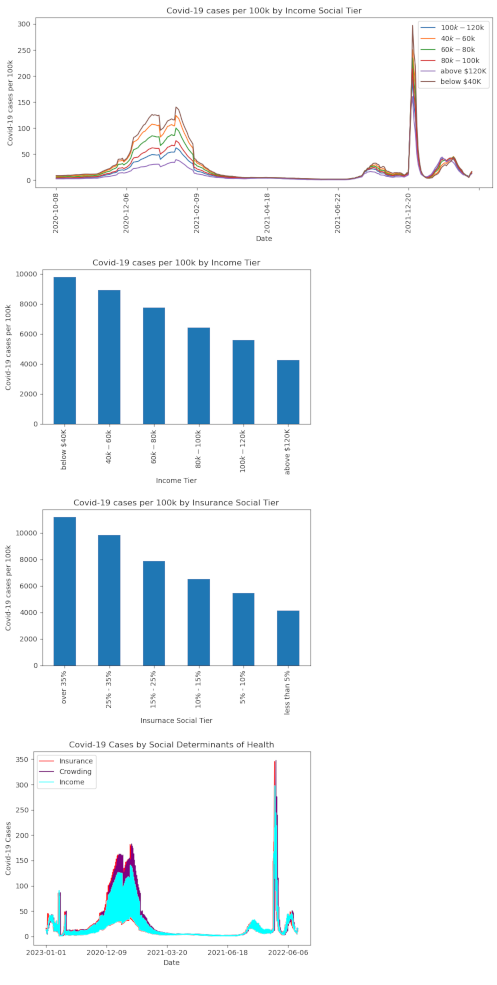 Covid-19 cases per 100k by Income Social Tier
Covid-19 cases per 100k
300
250
200
150
100
50
0
100k − 120k
40k − 60k
60k − 80k
80k − 100k
above $120K
below $40K
2020-10-08
2020-12-06
2021-02-18
2021-04-18
2021-06-22
2021-12-20
Date
Covid-19 cases per 100k by Income Tier
Covid-19 cases per 100k
10000
8000
6000
4000
2000
0
below $40K
40k − 60k
60k − 80k
80k − 100k
100k − 120k
above $120K
Income Tier
Covid-19 cases per 100k by Insurance Social Tier
Covid-19 cases per 100k
10000
8000
6000
4000
2000
0
over 35%
25% - 35%
15% - 25%
10% - 15%
5% - 10%
less than 5%
Insurnace Social Tier
Covid-19 Cases by Social Determinants of Health
Covid-19 Cases
350
300
250
200
150
100
50
0
Insurance
Crowding
Income
2023-01-01
2020-12-09
2021-03-20
2021-06-18
2022-06-06
Date